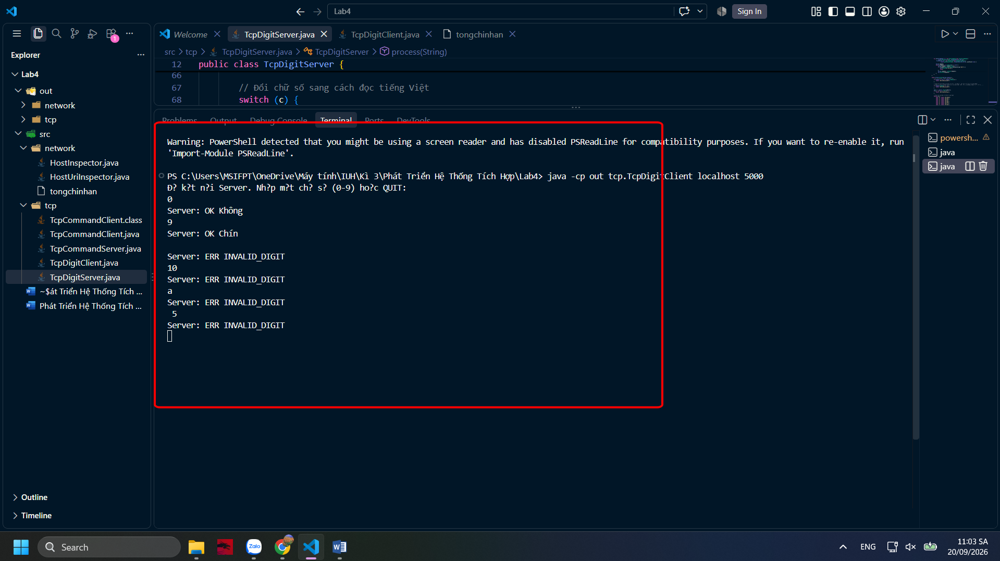 Lab4
Sign In
1
Explorer
Lab4
out
network
tcp
src
network
HostInspector.java
HostUriInspector.java
tongchinhan
tcp
TcpCommandClient.class
TcpCommandClient.java
TcpCommandServer.java
TcpDigitClient.java
TcpDigitServer.java
~$át Triển Hệ Thống Tích ...
Phát Triển Hệ Thống Tích ...
Outline
Timeline
Welcome
TcpDigitServer.java
TcpDigitClient.java
tongchinhan
src > tcp > TcpDigitServer.java > TcpDigitServer > process(String)
12 public class TcpDigitServer {
66
67 // Đổi chữ số sang cách đọc tiếng Việt
68 switch (c) {
Problems Output Debug Console Terminal Ports DevTools
Warning: PowerShell detected that you might be using a screen reader and has disabled PSReadLine for compatibility purposes. If you want to re-enable it, run
'Import-Module PSReadLine'.
PS C:\Users\MSIFPT\OneDrive\Máy tính\IUH\Kì 3\Phát Triển Hệ Thống Tích Hợp\Lab4> java -cp out tcp.TcpDigitClient localhost 5000
Đ? k?t n?i Server. Nh?p m?t ch? s? (0-9) ho?c QUIT:
0
Server: OK Không
9
Server: OK Chín
Server: ERR INVALID_DIGIT
10
Server: ERR INVALID_DIGIT
a
Server: ERR INVALID_DIGIT
5
Server: ERR INVALID_DIGIT
powersh...
java
java
Search
Zalo
ENG
11:03 SA
20/09/2026